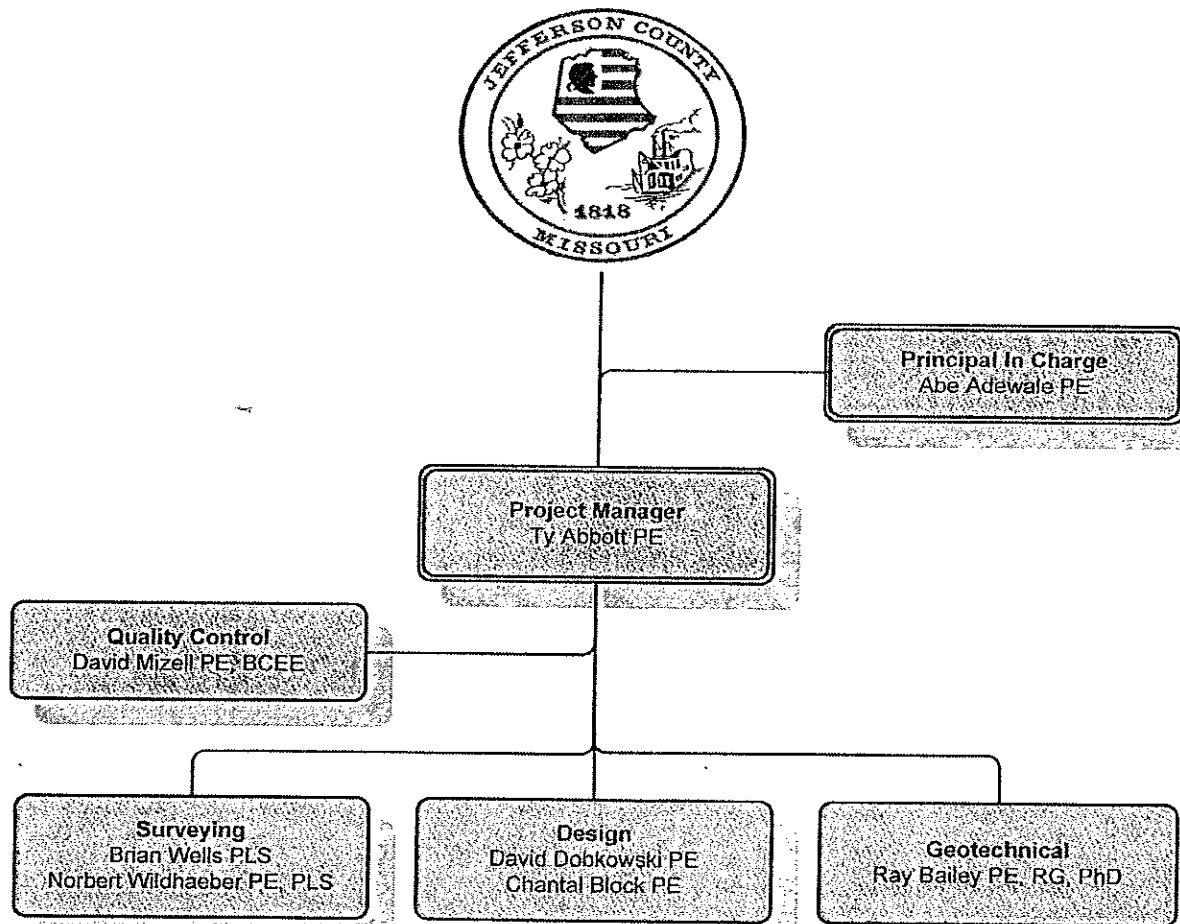 JEFFERSON COUNTY
1818
MISSOURI
Principal In Charge
Abe Adewale PE
Project Manager
Ty Abbott PE
Quality Control
David Mizell PE, BCEE
Surveying
Brian Wells PLS
Norbert Wildhaeber PE, PLS
Design
David Dobkowski PE
Chantal Block PE
Geotechnical
Ray Bailey PE, RG, PhD